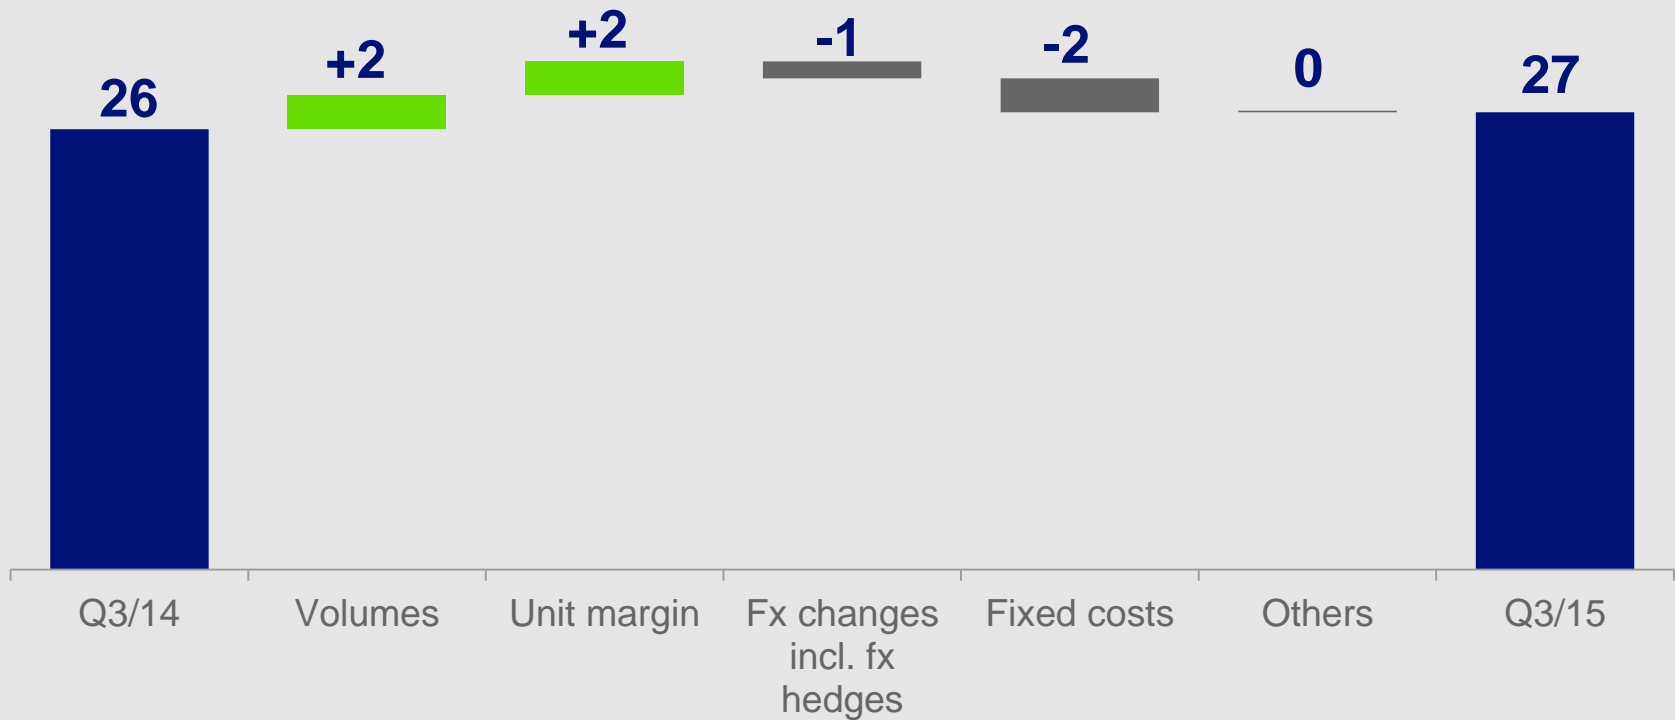 26
+2
+2
-1
-2
0
27
Q3/14
Volumes
Unit margin
Fx changes
incl. fx
hedges
Fixed costs
Others
Q3/15